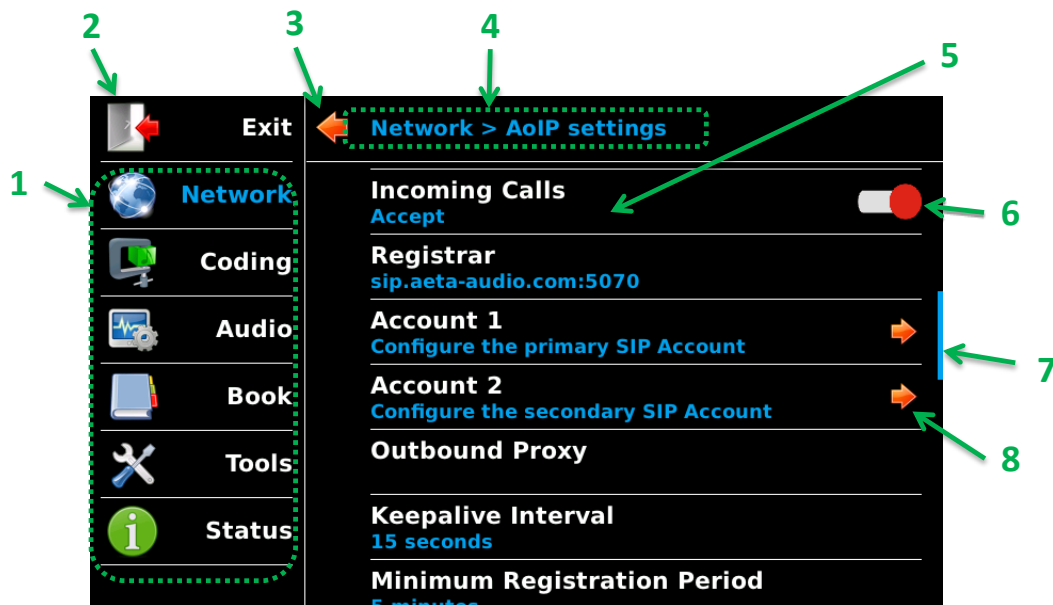 2
3
4
5
Exit
Network > AoIP settings
1
Network
Incoming Calls
Accept
6
Coding
Registrar
sip.aeta-audio.com:5070
Audio
Account 1
Configure the primary SIP Account
7
Book
Account 2
Configure the secondary SIP Account
8
Tools
Outbound Proxy
Status
Keepalive Interval
15 seconds
Minimum Registration Period
5 minutes